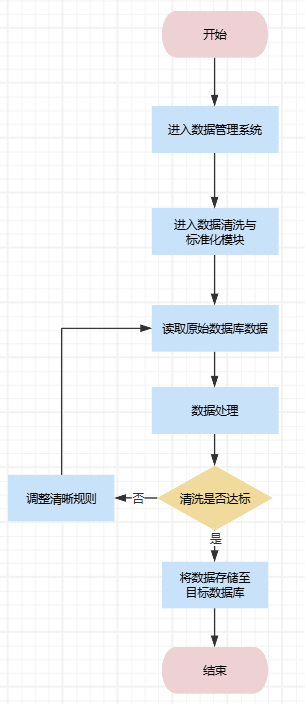 开始
进入数据管理系统
进入数据清洗与
标准化模块
读取原始数据库数据
数据处理
清洗是否达标
否
调整清晰规则
是
将数据存储至
目标数据库
结束